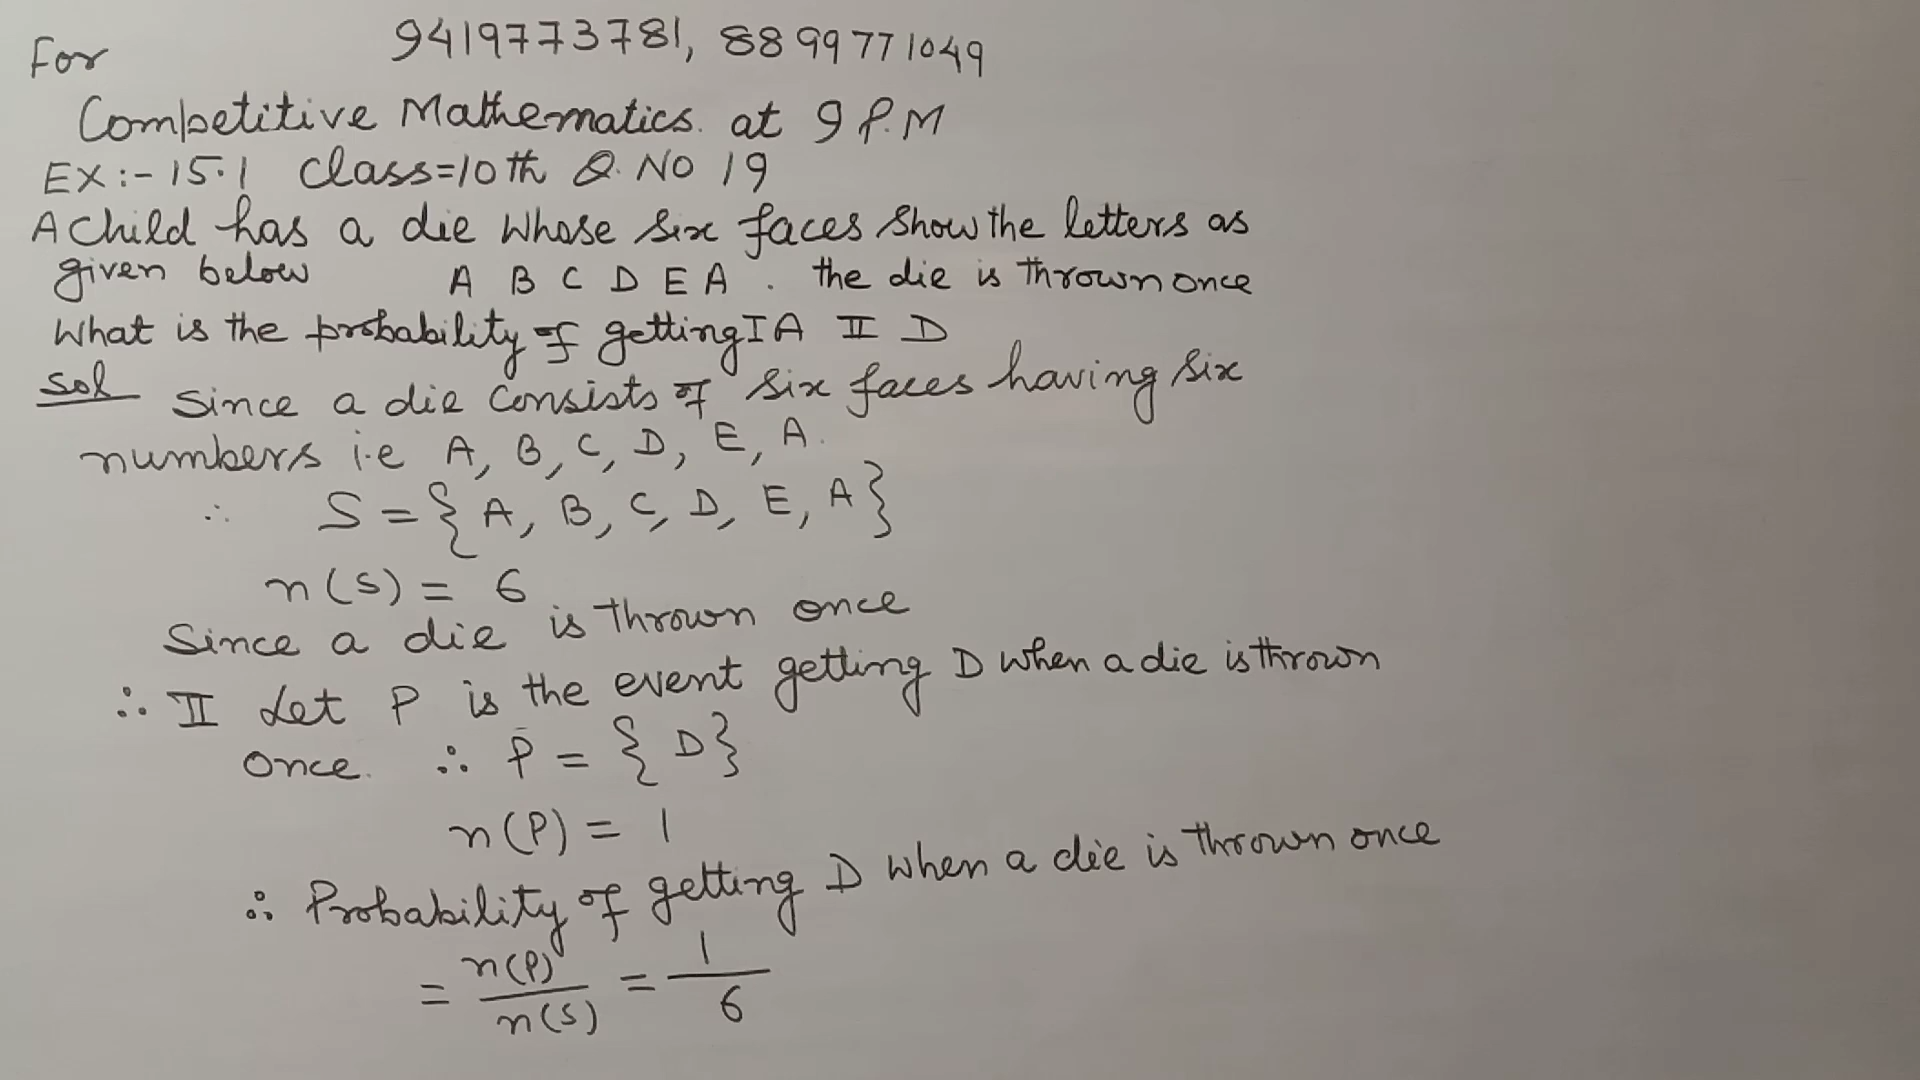 For 9419773781, 8899771049
Competitive Mathematics. at 9 P.M
EX:- 15.1 Class=10th Q. NO 19
A Child has a die whose six faces show the letters as
given below A B C D E A . the die is thrown once
What is the probability of getting I A II D
Sol Since a die consists of six faces having six
numbers i.e A, B, C, D, E, A.
∴ S = { A, B, C, D, E, A }
n(S) = 6
Since a die is thrown once
∴ II Let P is the event getting D when a die is thrown
once. ∴ P = { D }
n(P) = 1
∴ Probability of getting D when a die is thrown once
= n(P)/n(S) = 1/6